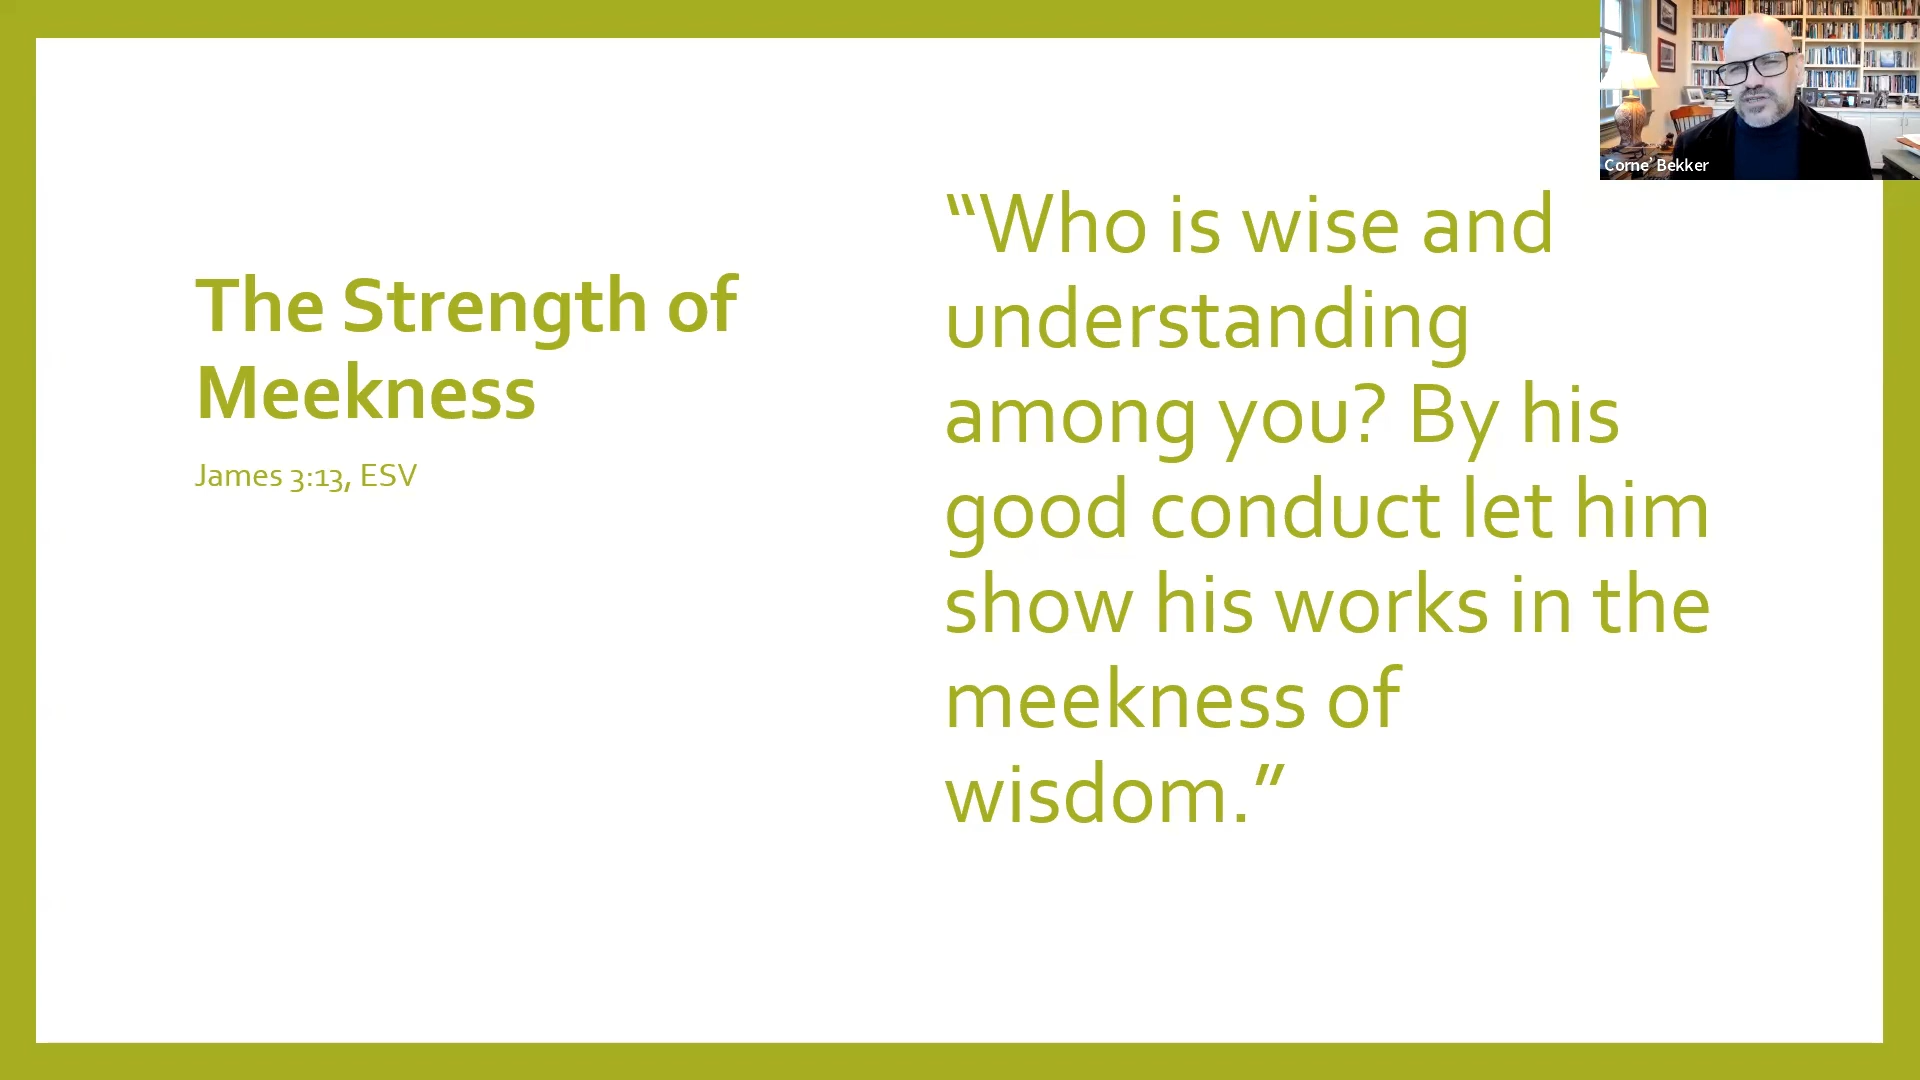 The Strength of
Meekness
James 3:13, ESV
“Who is wise and
understanding
among you? By his
good conduct let him
show his works in the
meekness of
wisdom.”
Corne' Bekker